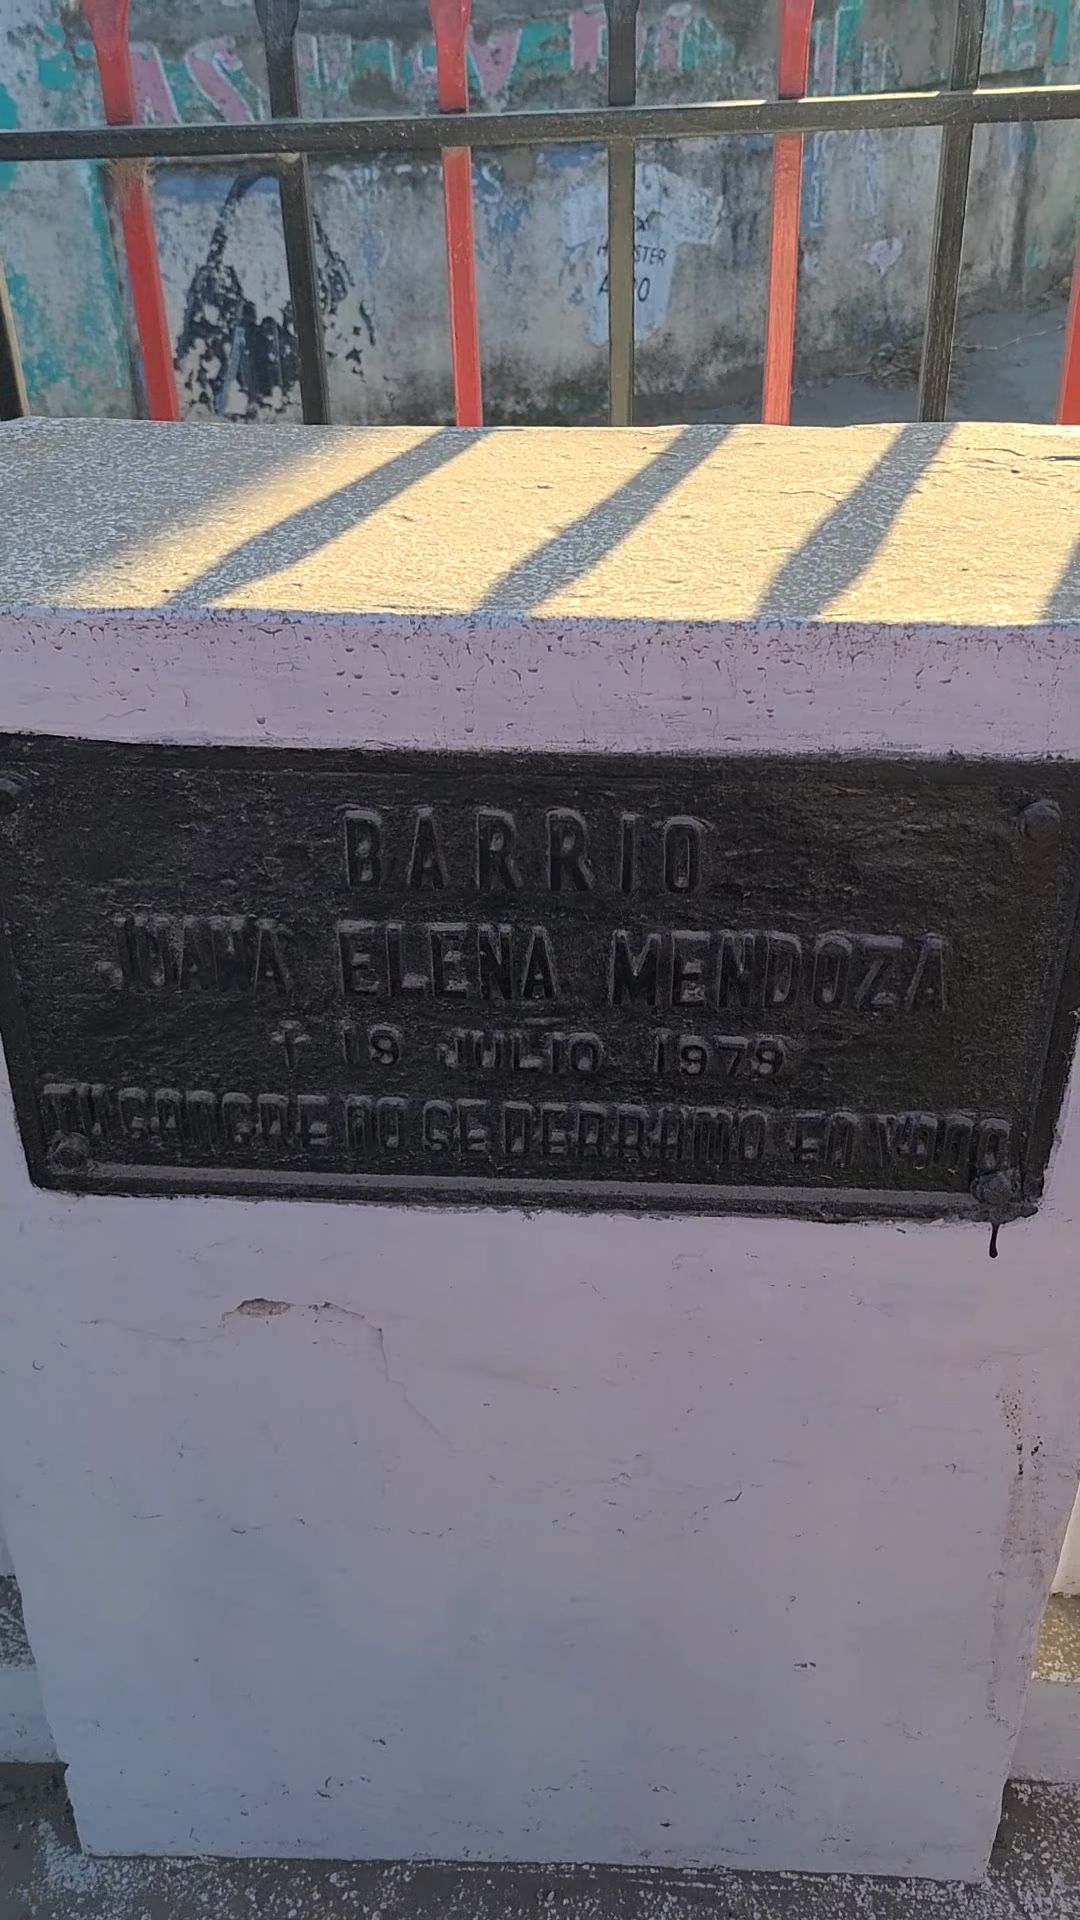 BARRIO
JUANA ELENA MENDOZA
† 19 JULIO 1979
TU SANGRE NO SE DERRAMO EN VANO